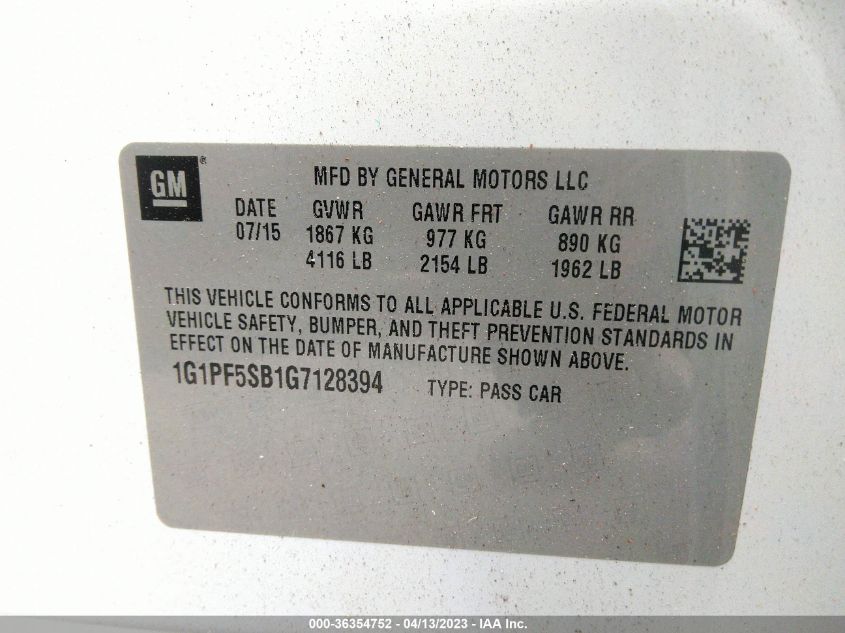 GM®
MFD BY GENERAL MOTORS LLC
DATE GVWR GAWR FRT GAWR RR
07/15 1867 KG 977 KG 890 KG
4116 LB 2154 LB 1962 LB
THIS VEHICLE CONFORMS TO ALL APPLICABLE U.S. FEDERAL MOTOR
VEHICLE SAFETY, BUMPER, AND THEFT PREVENTION STANDARDS IN
EFFECT ON THE DATE OF MANUFACTURE SHOWN ABOVE.
1G1PF5SB1G7128394 TYPE: PASS CAR
000-36354752 - 04/13/2023 - IAA Inc.